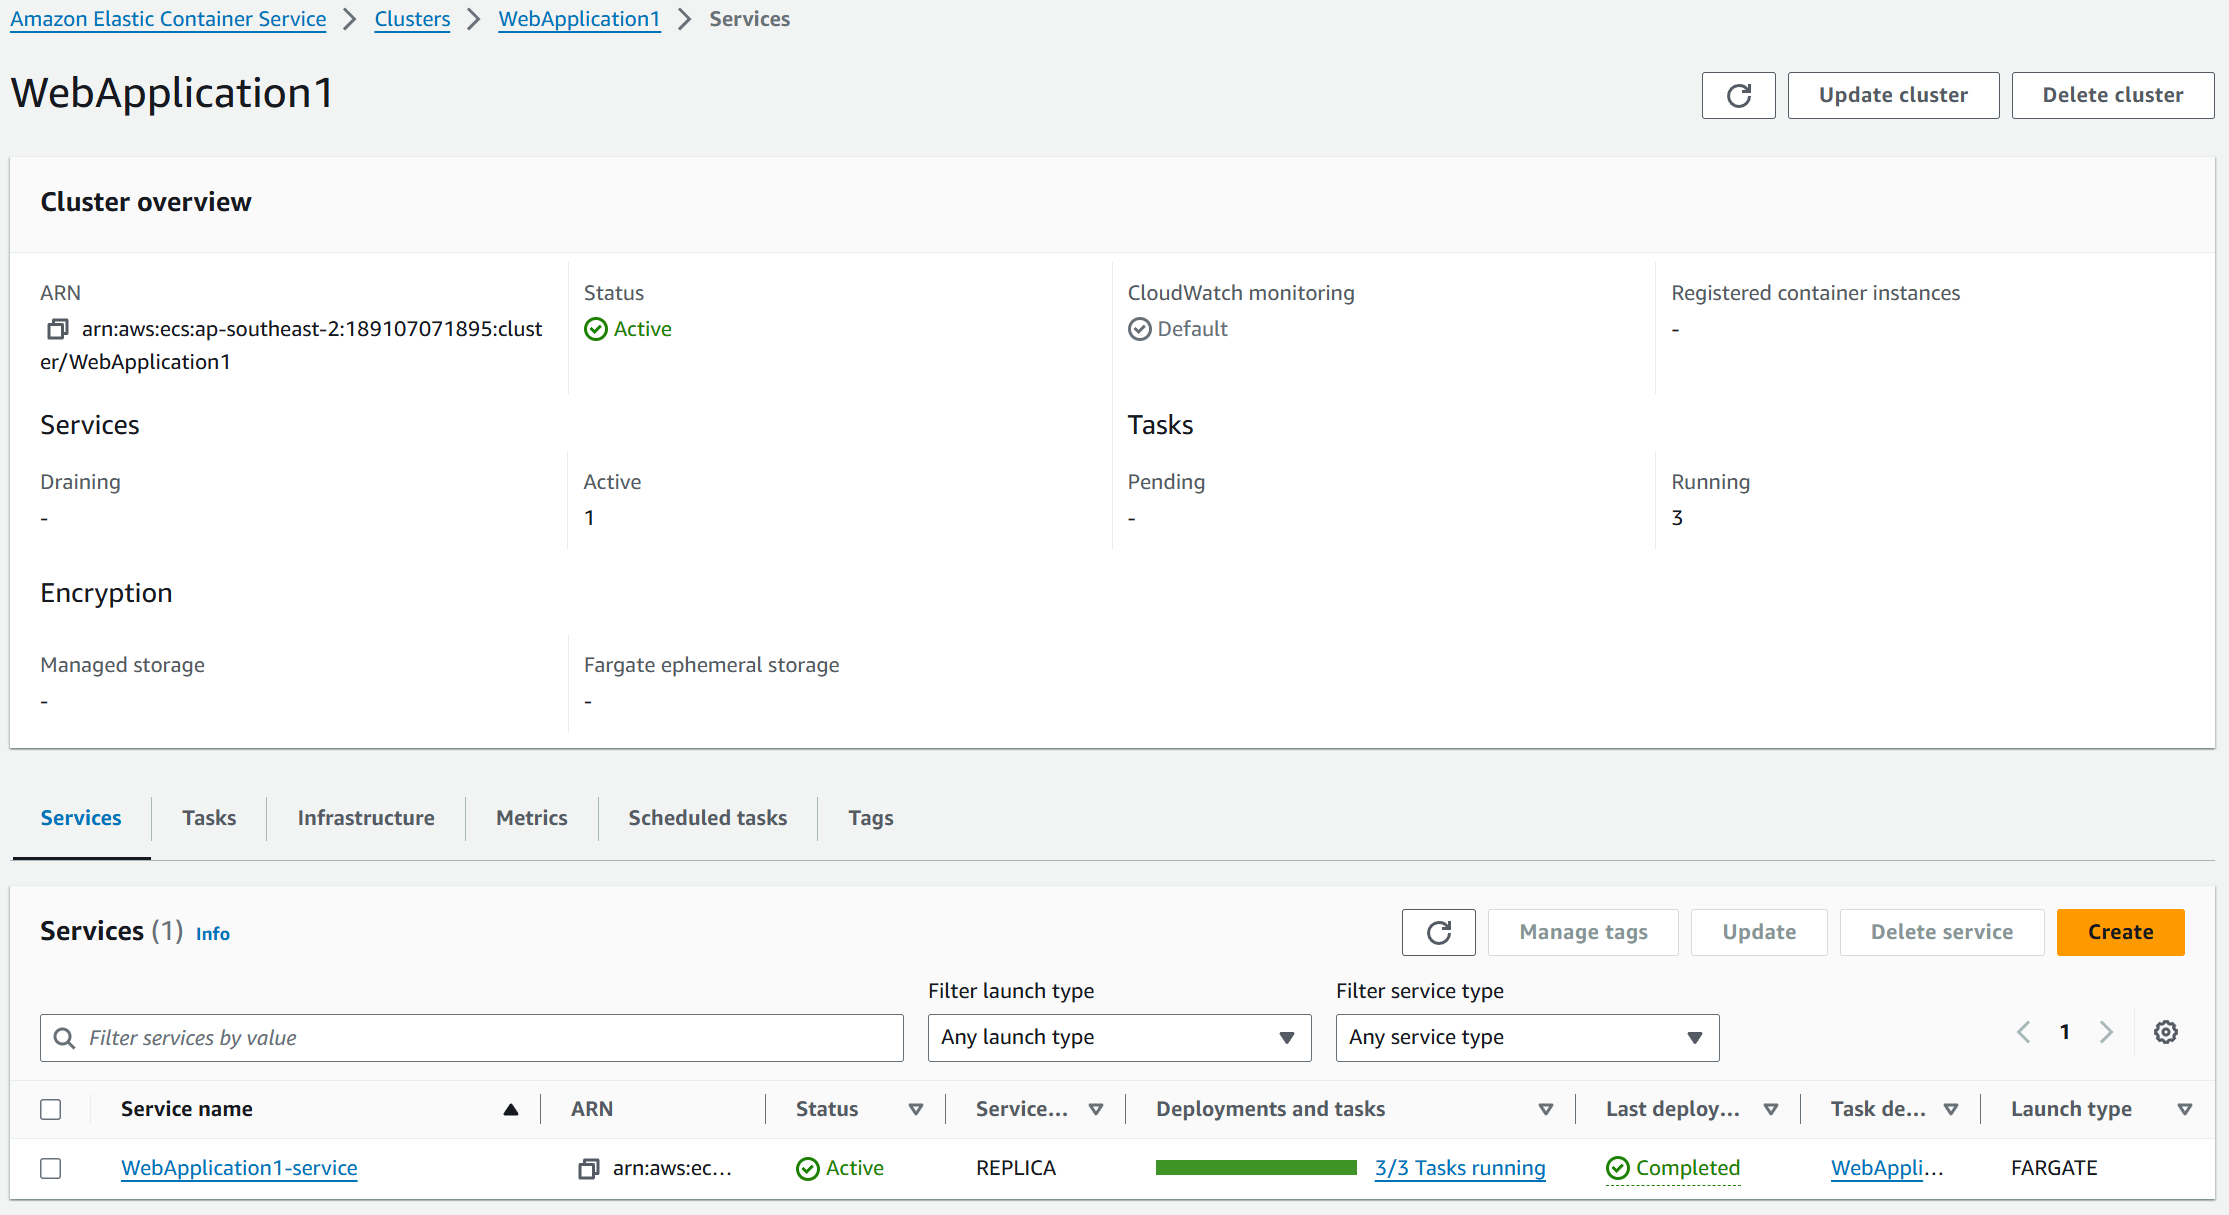 Amazon Elastic Container Service > Clusters > WebApplication1 > Services
WebApplication1
Update cluster
Delete cluster
Cluster overview
ARN
arn:aws:ecs:ap-southeast-2:189107071895:clust
er/WebApplication1
Status
Active
CloudWatch monitoring
Default
Registered container instances
-
Services
Tasks
Draining
-
Active
1
Pending
-
Running
3
Encryption
Managed storage
-
Fargate ephemeral storage
-
Services
Tasks
Infrastructure
Metrics
Scheduled tasks
Tags
Services (1) Info
Manage tags
Update
Delete service
Create
Filter services by value
Filter launch type
Any launch type
Filter service type
Any service type
1
Service name
ARN
Status
Service...
Deployments and tasks
Last deploy...
Task de...
Launch type
WebApplication1-service
arn:aws:ec...
Active
REPLICA
3/3 Tasks running
Completed
WebAppli...
FARGATE